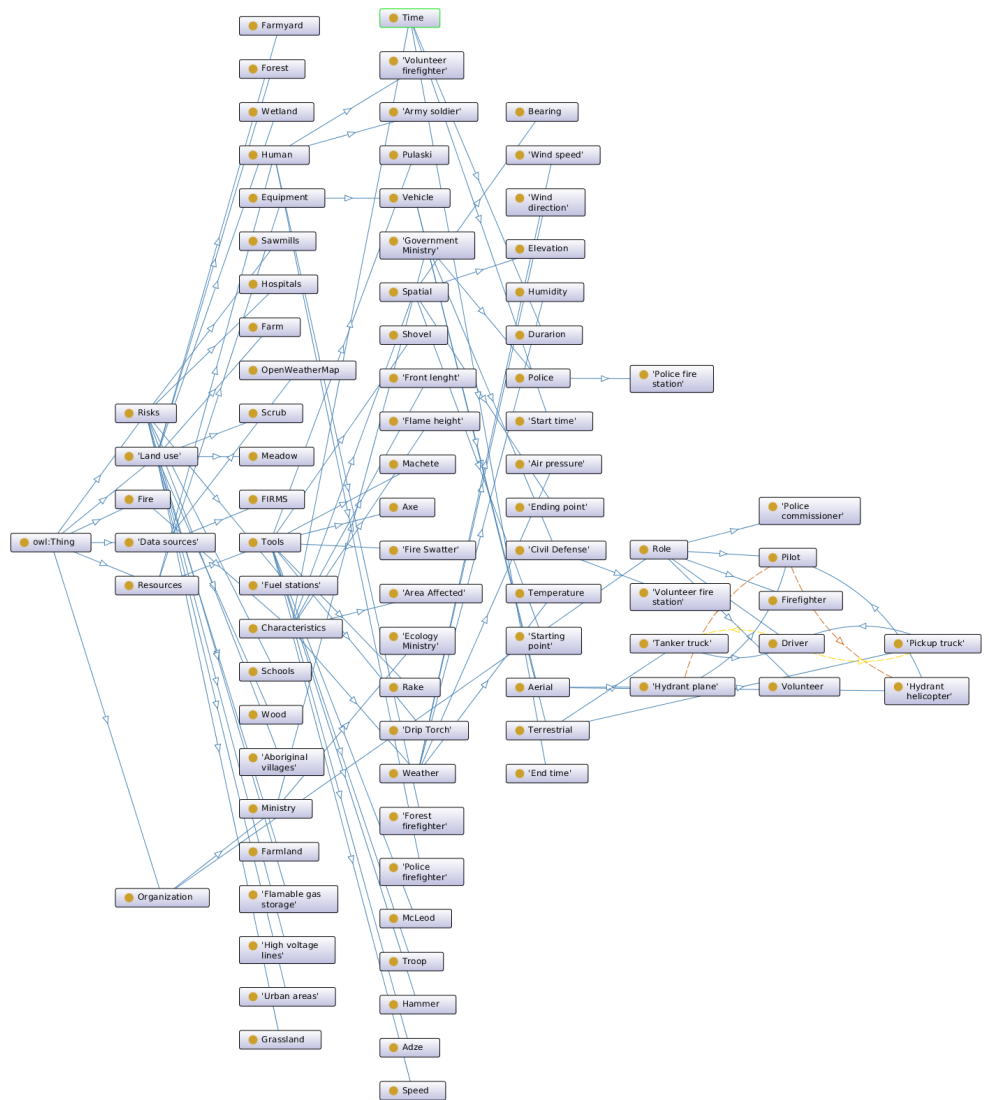 owl:Thing
Risks
'Land use'
Fire
'Data sources'
Resources
Organization
Farmyard
Forest
Wetland
Human
Equipment
Sawmills
Hospitals
Farm
OpenWeatherMap
Scrub
Meadow
FIRMS
Tools
'Fuel stations'
Characteristics
Schools
Wood
'Aboriginal
villages'
Ministry
Farmland
'Flamable gas
storage'
'High voltage
lines'
'Urban areas'
Grassland
Time
'Volunteer
firefighter'
'Army soldier'
Pulaski
Vehicle
'Government
Ministry'
Spatial
Shovel
'Front lenght'
'Flame height'
Machete
Axe
'Fire Swatter'
'Area Affected'
'Ecology
Ministry'
Rake
'Drip Torch'
Weather
'Forest
firefighter'
'Police
firefighter'
McLeod
Troop
Hammer
Adze
Speed
Bearing
'Wind speed'
'Wind
direction'
Elevation
Humidity
Durarion
Police
'Start time'
'Air pressure'
'Ending point'
'Civil Defense'
Temperature
'Starting
point'
Aerial
Terrestrial
'End time'
'Police fire
station'
Role
'Volunteer fire
station'
'Tanker truck'
'Hydrant plane'
'Police
commissioner'
Pilot
Firefighter
Driver
Volunteer
'Pickup truck'
'Hydrant
helicopter'